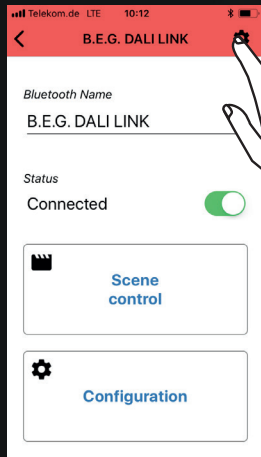 Telekom.de LTE 10:12
B.E.G. DALI LINK
Bluetooth Name
B.E.G. DALI LINK
Status
Connected
Scene
control
Configuration